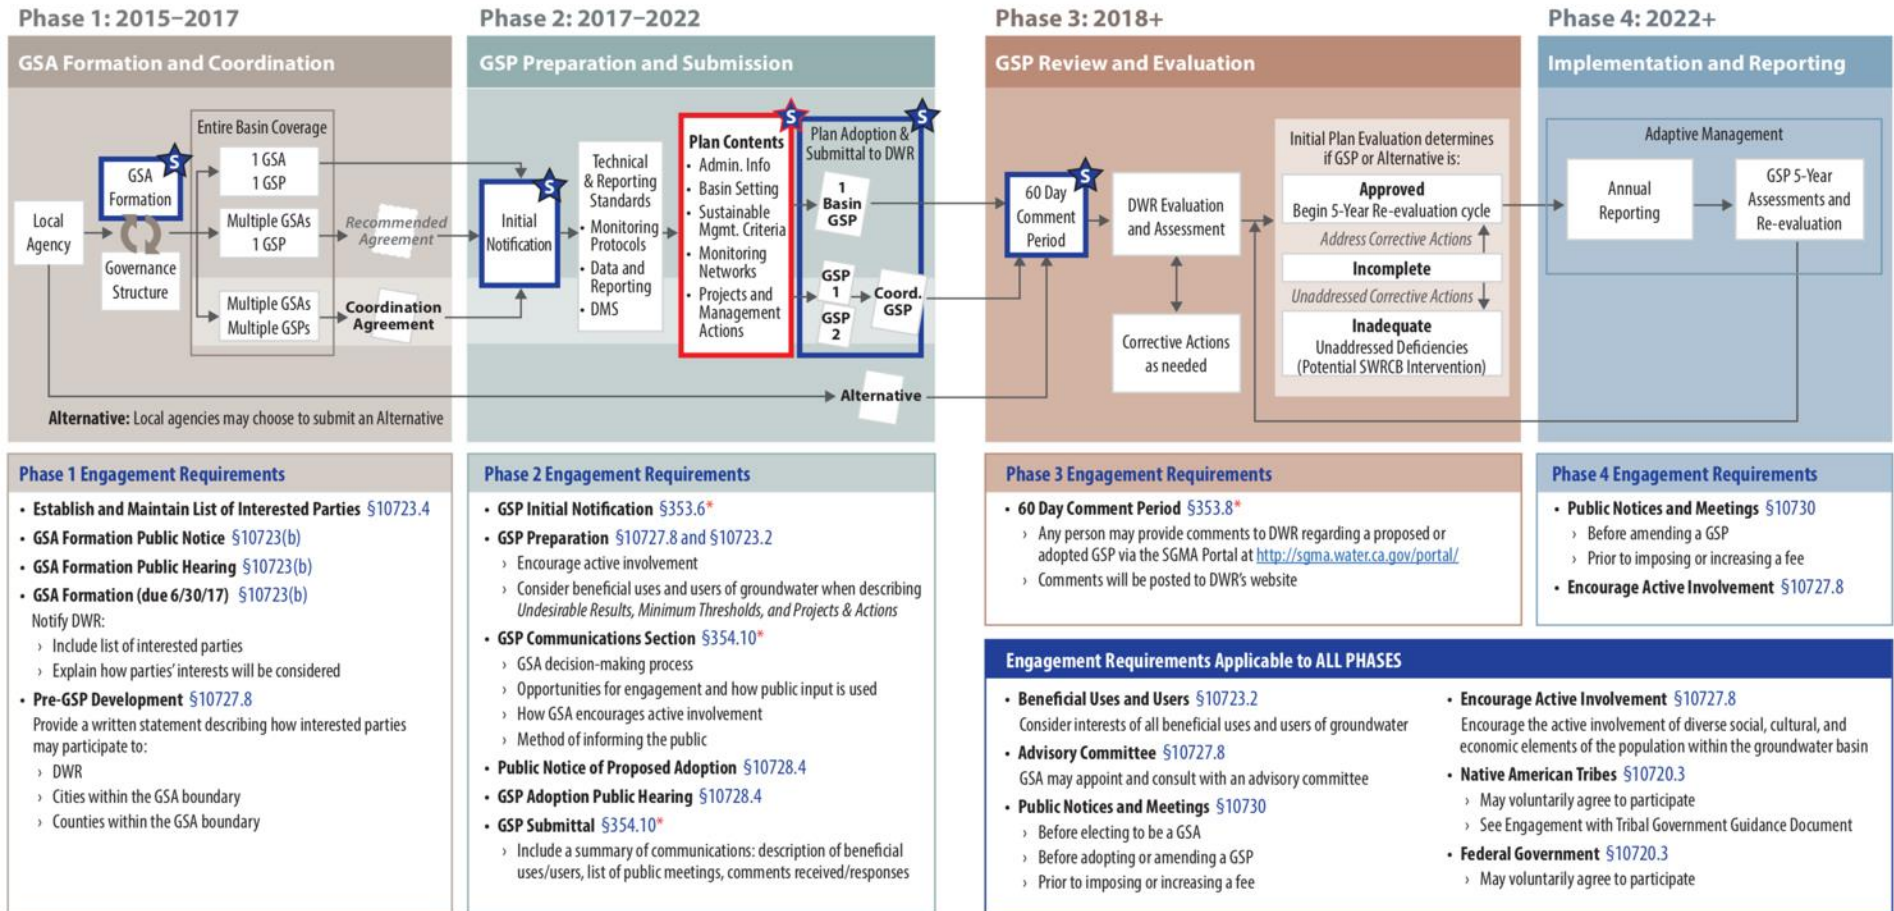 Phase 1: 2015–2017
GSA Formation and Coordination
Local
Agency
GSA
Formation
S
Governance
Structure
Entire Basin Coverage
1 GSA
1 GSP
Multiple GSAs
1 GSP
Multiple GSAs
Multiple GSPs
Recommended
Agreement
Coordination
Agreement
Alternative: Local agencies may choose to submit an Alternative
Phase 2: 2017–2022
GSP Preparation and Submission
S
Initial
Notification
Technical
& Reporting
Standards
• Monitoring
Protocols
• Data and
Reporting
• DMS
S
Plan Contents
• Admin. Info
• Basin Setting
• Sustainable
Mgmt. Criteria
• Monitoring
Networks
• Projects and
Management
Actions
S
Plan Adoption &
Submittal to DWR
1
Basin
GSP
GSP
1
GSP
2
Coord.
GSP
Alternative
Phase 3: 2018+
GSP Review and Evaluation
S
60 Day
Comment
Period
DWR Evaluation
and Assessment
Corrective Actions
as needed
Initial Plan Evaluation determines
if GSP or Alternative is:
Approved
Begin 5-Year Re-evaluation cycle
Address Corrective Actions
Incomplete
Unaddressed Corrective Actions
Inadequate
Unaddressed Deficiencies
(Potential SWRCB Intervention)
Phase 4: 2022+
Implementation and Reporting
Adaptive Management
Annual
Reporting
GSP 5-Year
Assessments and
Re-evaluation
Phase 1 Engagement Requirements
• Establish and Maintain List of Interested Parties §10723.4
• GSA Formation Public Notice §10723(b)
• GSA Formation Public Hearing §10723(b)
• GSA Formation (due 6/30/17) §10723(b)
Notify DWR:
› Include list of interested parties
› Explain how parties' interests will be considered
• Pre-GSP Development §10727.8
Provide a written statement describing how interested parties
may participate to:
› DWR
› Cities within the GSA boundary
› Counties within the GSA boundary
Phase 2 Engagement Requirements
• GSP Initial Notification §353.6*
• GSP Preparation §10727.8 and §10723.2
› Encourage active involvement
› Consider beneficial uses and users of groundwater when describing
Undesirable Results, Minimum Thresholds, and Projects & Actions
• GSP Communications Section §354.10*
› GSA decision-making process
› Opportunities for engagement and how public input is used
› How GSA encourages active involvement
› Method of informing the public
• Public Notice of Proposed Adoption §10728.4
• GSP Adoption Public Hearing §10728.4
• GSP Submittal §354.10*
› Include a summary of communications: description of beneficial
uses/users, list of public meetings, comments received/responses
Phase 3 Engagement Requirements
• 60 Day Comment Period §353.8*
› Any person may provide comments to DWR regarding a proposed or
adopted GSP via the SGMA Portal at http://sgma.water.ca.gov/portal/
› Comments will be posted to DWR's website
Phase 4 Engagement Requirements
• Public Notices and Meetings §10730
› Before amending a GSP
› Prior to imposing or increasing a fee
• Encourage Active Involvement §10727.8
Engagement Requirements Applicable to ALL PHASES
• Beneficial Uses and Users §10723.2
Consider interests of all beneficial uses and users of groundwater
• Advisory Committee §10727.8
GSA may appoint and consult with an advisory committee
• Public Notices and Meetings §10730
› Before electing to be a GSA
› Before adopting or amending a GSP
› Prior to imposing or increasing a fee
• Encourage Active Involvement §10727.8
Encourage the active involvement of diverse social, cultural, and
economic elements of the population within the groundwater basin
• Native American Tribes §10720.3
› May voluntarily agree to participate
› See Engagement with Tribal Government Guidance Document
• Federal Government §10720.3
› May voluntarily agree to participate